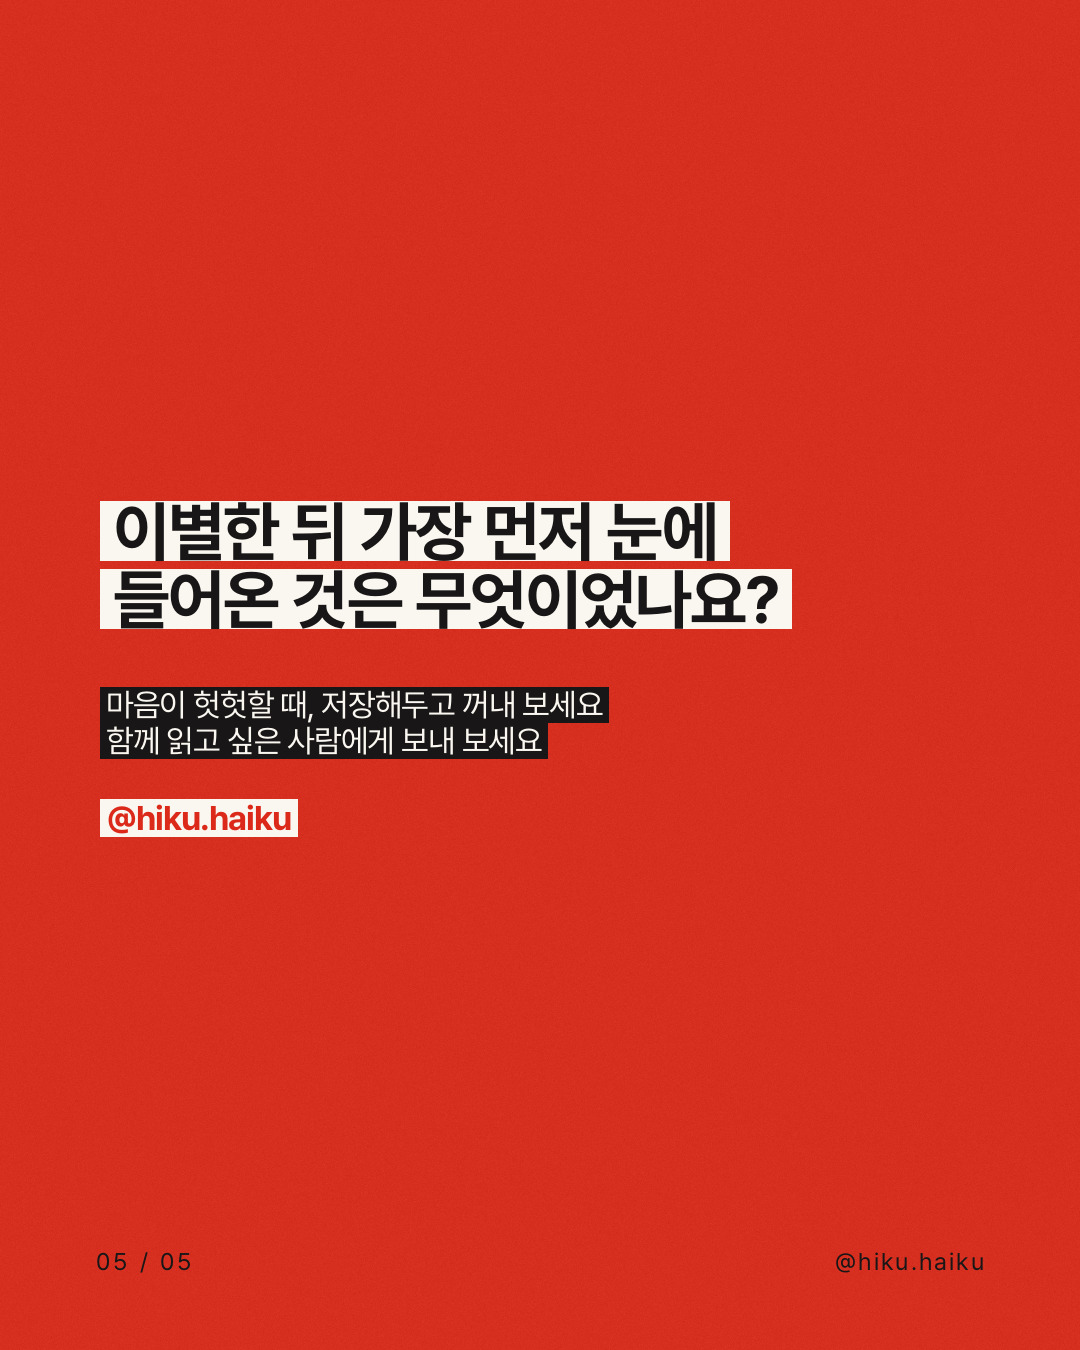 이별한 뒤 가장 먼저 눈에
들어온 것은 무엇이었나요?
마음이 헛헛할 때, 저장해두고 꺼내 보세요
함께 읽고 싶은 사람에게 보내 보세요
@hiku.haiku
05 / 05
@hiku.haiku